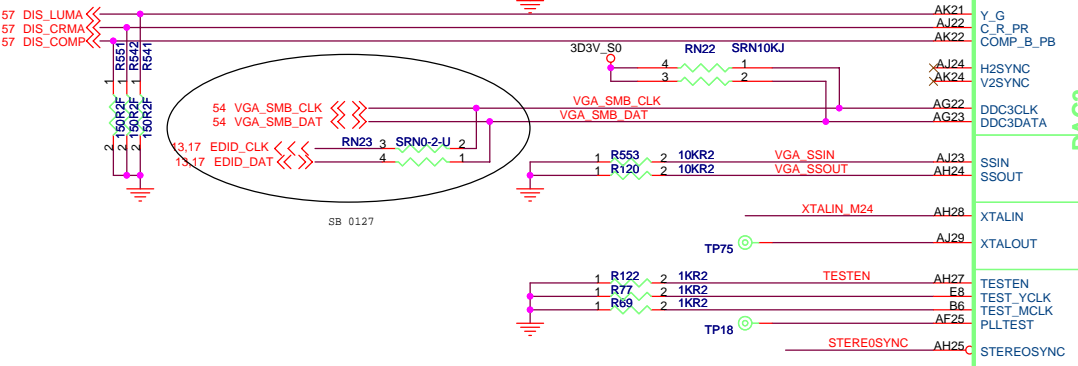 57 DIS_LUMA AK21 Y_G
57 DIS_CRMA AJ22 C_R_PR
57 DIS_COMP AK22 COMP_B_PB
R551 R542 R541
1 1 1
150R2F 150R2F 150R2F
2 2 2
3D3V_S0 RN22 SRN10KJ
4 1 AJ24 H2SYNC
3 2 AK24 V2SYNC
54 VGA_SMB_CLK VGA_SMB_CLK AG22 DDC3CLK
54 VGA_SMB_DAT VGA_SMB_DAT AG23 DDC3DATA
13,17 EDID_CLK RN23 3 SRN0-2-U 2
13,17 EDID_DAT 4 1
1 R553 2 10KR2 VGA_SSIN AJ23 SSIN
1 R120 2 10KR2 VGA_SSOUT AH24 SSOUT
SB 0127
XTALIN_M24 AH28 XTALIN
TP75 AJ29 XTALOUT
1 R122 2 1KR2 TESTEN AH27 TESTEN
1 R77 2 1KR2 E8 TEST_YCLK
1 R69 2 1KR2 B6 TEST_MCLK
TP18 AF25 PLLTEST
STEREOSYNC AH25 STEREOSYNC